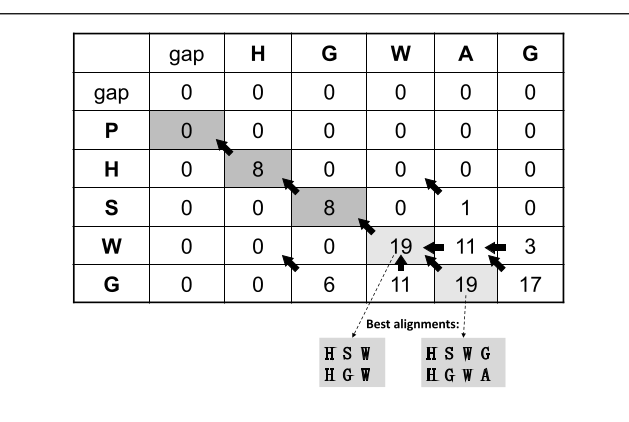 gap H G W A G
gap 0 0 0 0 0 0
P 0 0 0 0 0 0
H 0 8 0 0 0 0
S 0 0 8 0 1 0
W 0 0 0 19 11 3
G 0 0 6 11 19 17
Best alignments:
H S W
H G W
H S W G
H G W A